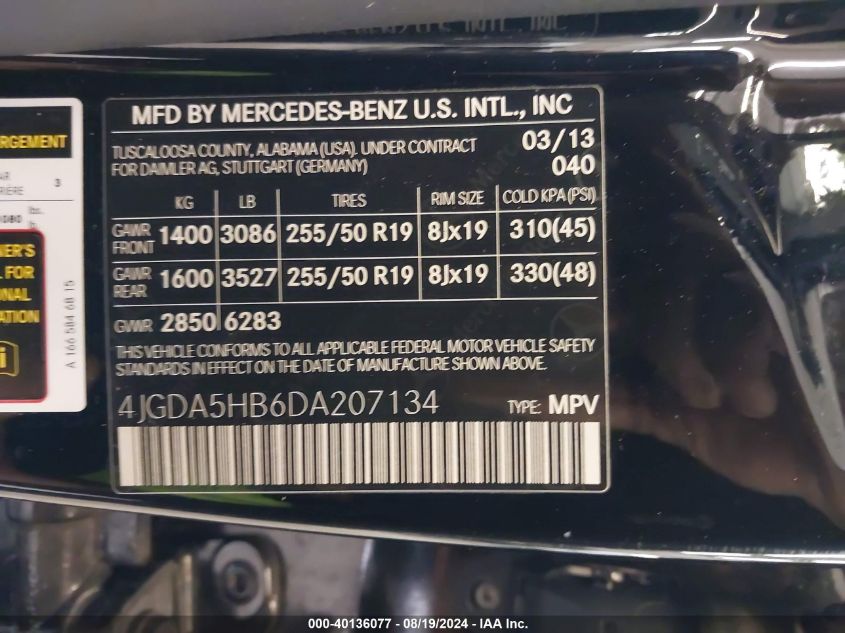 MFD BY MERCEDES-BENZ U.S. INTL., INC
TUSCALOOSA COUNTY, ALABAMA (USA). UNDER CONTRACT
FOR DAIMLER AG, STUTTGART (GERMANY)
03/13
040
KG LB TIRES RIM SIZE COLD KPA (PSI)
GAWR FRONT 1400 3086 255/50 R19 8Jx19 310(45)
GAWR REAR 1600 3527 255/50 R19 8Jx19 330(48)
GVWR 2850 6283
THIS VEHICLE CONFORMS TO ALL APPLICABLE FEDERAL MOTOR VEHICLE SAFETY
STANDARDS IN EFFECT ON THE DATE OF MANUFACTURE SHOWN ABOVE.
4JGDA5HB6DA207134 TYPE: MPV
3
lbs.
A 166 584 68 15
000-40136077 - 08/19/2024 - IAA Inc.